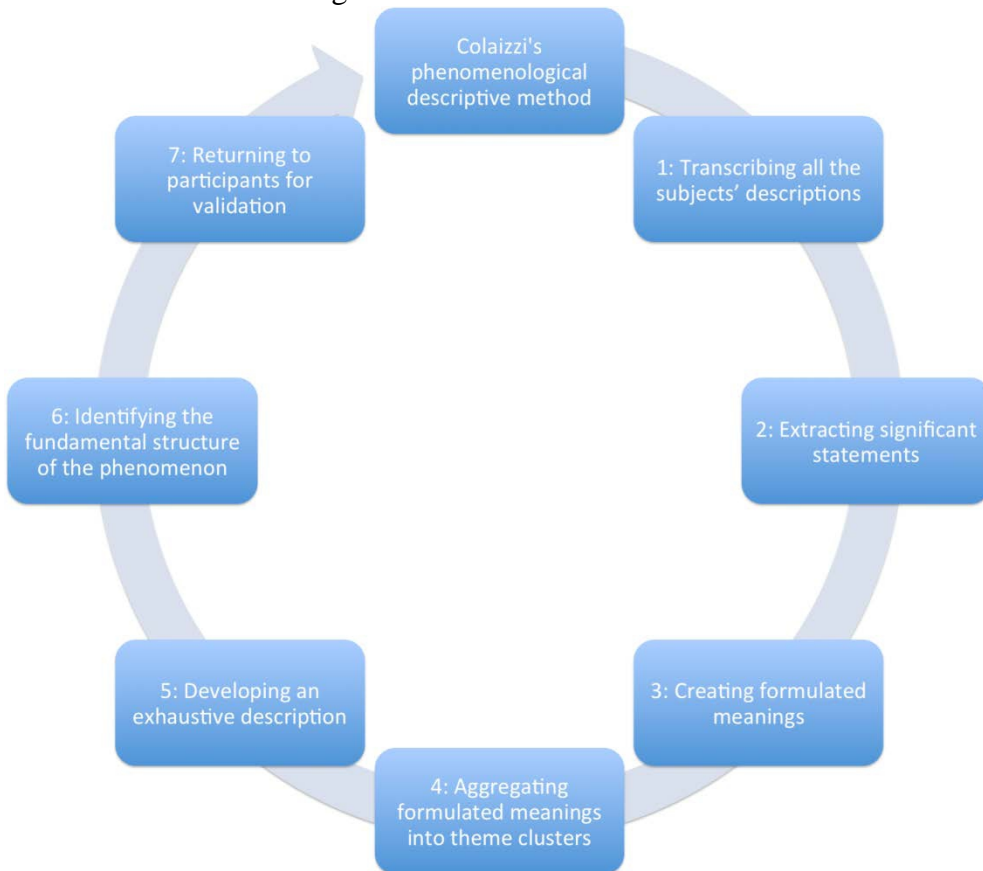 Colaizzi's
phenomenological
descriptive method
1: Transcribing all the
subjects’ descriptions
2: Extracting significant
statements
3: Creating formulated
meanings
4: Aggregating
formulated meanings
into theme clusters
5: Developing an
exhaustive description
6: Identifying the
fundamental structure
of the phenomenon
7: Returning to
participants for
validation